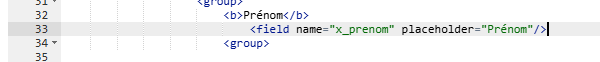 31 <group>
32 <b>Prénom</b>
33 <field name="x_prenom" placeholder="Prénom"/>
34 <group>
35